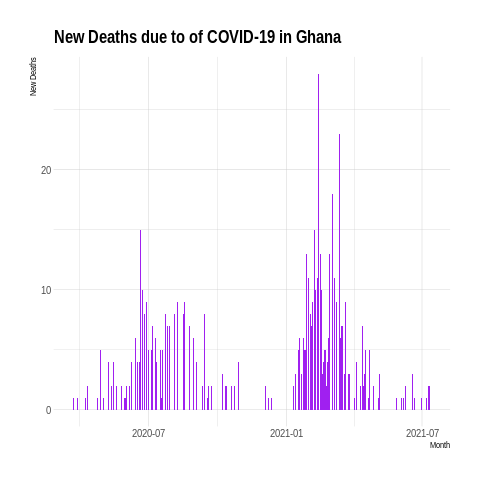 New Deaths due to of COVID-19 in Ghana
New Deaths
20
10
0
2020-07
2021-01
2021-07
Month